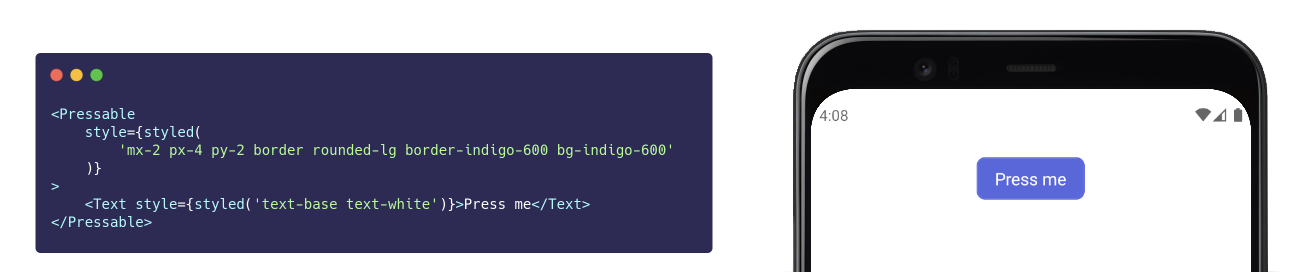 <Pressable
    style={styled(
        'mx-2 px-4 py-2 border rounded-lg border-indigo-600 bg-indigo-600'
    )}
>
    <Text style={styled('text-base text-white')}>Press me</Text>
</Pressable>
4:08
Press me